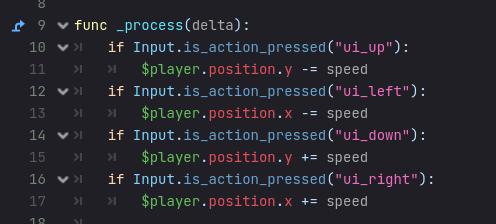 8
9 func _process(delta):
10 if Input.is_action_pressed("ui_up"):
11 $player.position.y -= speed
12 if Input.is_action_pressed("ui_left"):
13 $player.position.x -= speed
14 if Input.is_action_pressed("ui_down"):
15 $player.position.y += speed
16 if Input.is_action_pressed("ui_right"):
17 $player.position.x += speed
18